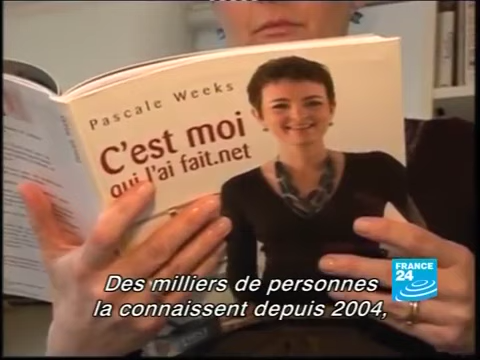 Pascale Weeks
C'est moi
qui l'ai fait.net
FRANCE
24
Des milliers de personnes
la connaissent depuis 2004,